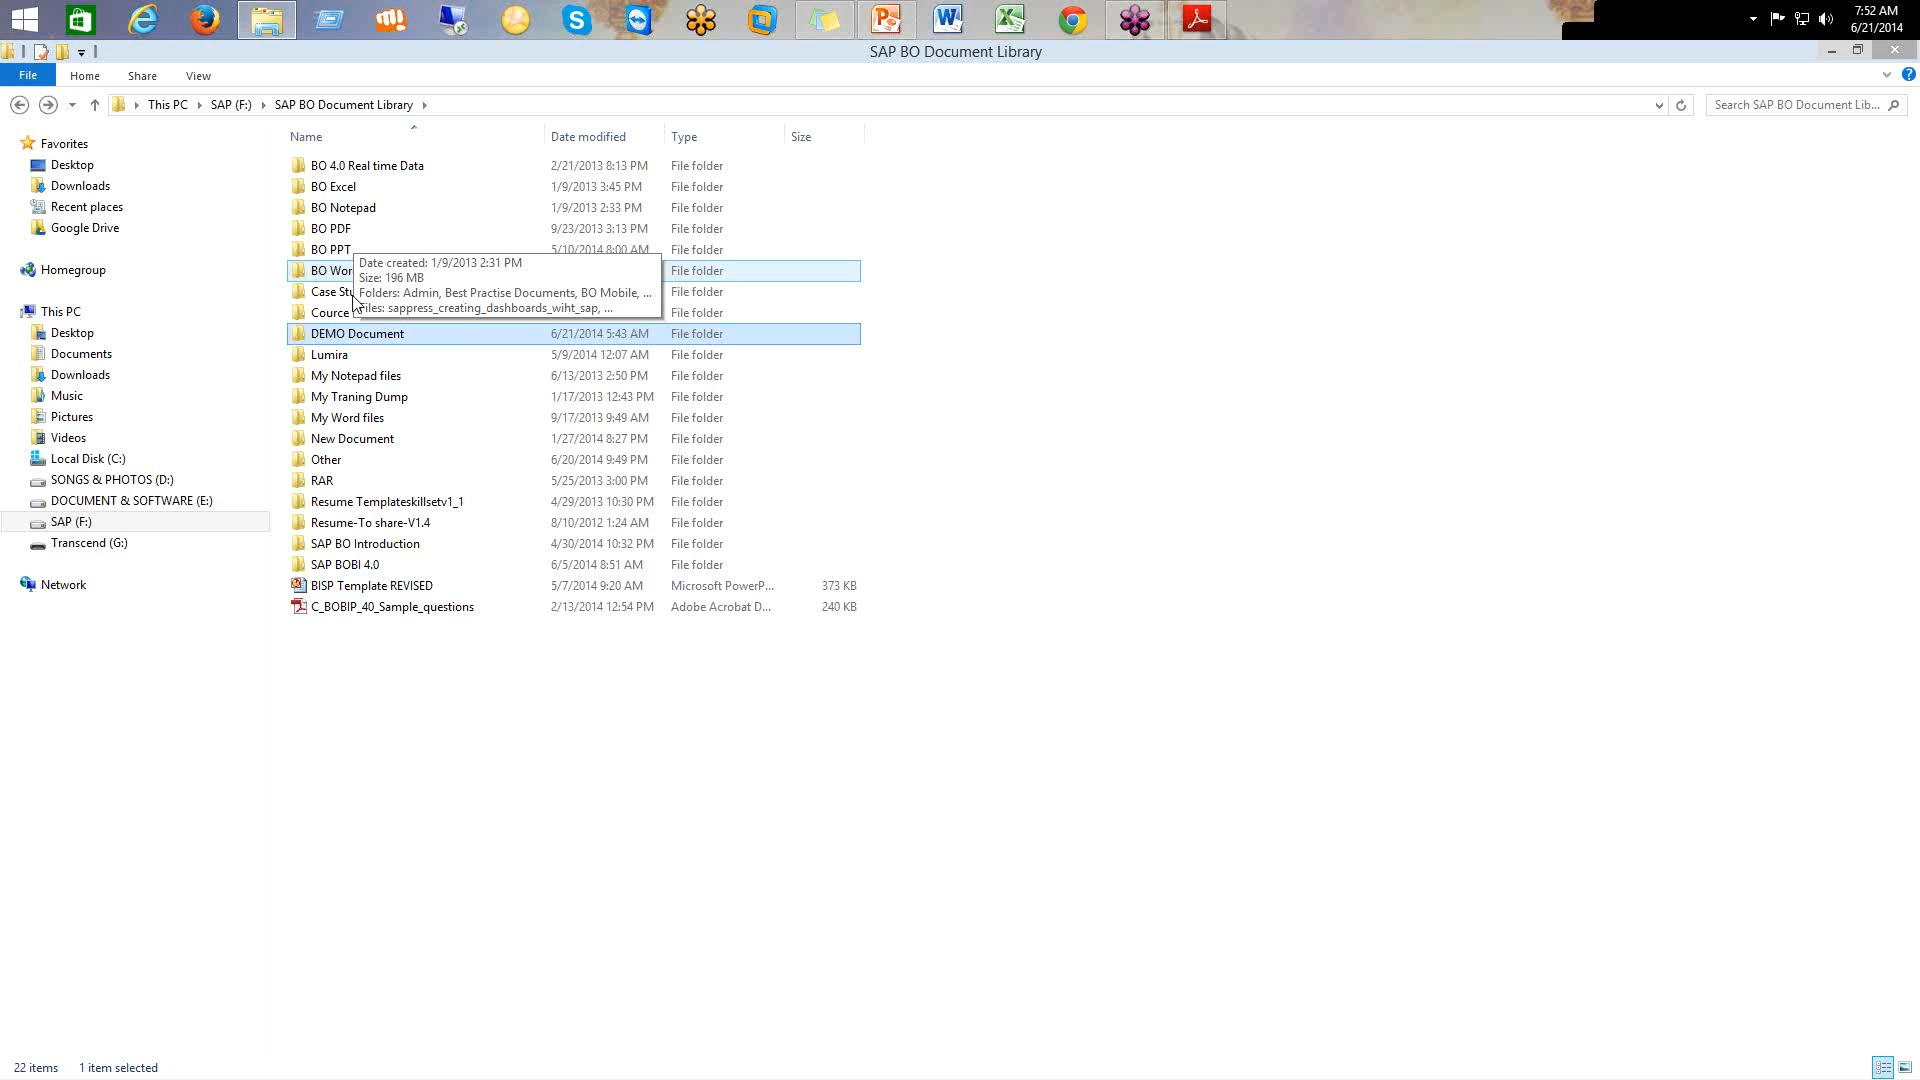 7:52 AM
6/21/2014
SAP BO Document Library
File Home Share View
This PC SAP (F:) SAP BO Document Library
Search SAP BO Document Lib...
Name Date modified Type Size
Favorites
Desktop
Downloads
Recent places
Google Drive
Homegroup
This PC
Desktop
Documents
Downloads
Music
Pictures
Videos
Local Disk (C:)
SONGS & PHOTOS (D:)
DOCUMENT & SOFTWARE (E:)
SAP (F:)
Transcend (G:)
Network
BO 4.0 Real time Data 2/21/2013 8:13 PM File folder
BO Excel 1/9/2013 3:45 PM File folder
BO Notepad 1/9/2013 2:33 PM File folder
BO PDF 9/23/2013 3:13 PM File folder
BO PPT 5/10/2014 8:00 AM File folder
BO Wor File folder
Case Stu File folder
Cource File folder
Date created: 1/9/2013 2:31 PM
Size: 196 MB
Folders: Admin, Best Practise Documents, BO Mobile, ...
Files: sappress_creating_dashboards_wiht_sap, ...
DEMO Document 6/21/2014 5:43 AM File folder
Lumira 5/9/2014 12:07 AM File folder
My Notepad files 6/13/2013 2:50 PM File folder
My Traning Dump 1/17/2013 12:43 PM File folder
My Word files 9/17/2013 9:49 AM File folder
New Document 1/27/2014 8:27 PM File folder
Other 6/20/2014 9:49 PM File folder
RAR 5/25/2013 3:00 PM File folder
Resume Templateskillsetv1_1 4/29/2013 10:30 PM File folder
Resume-To share-V1.4 8/10/2012 1:24 AM File folder
SAP BO Introduction 4/30/2014 10:32 PM File folder
SAP BOBI 4.0 6/5/2014 8:51 AM File folder
BISP Template REVISED 5/7/2014 9:20 AM Microsoft PowerP... 373 KB
C_BOBIP_40_Sample_questions 2/13/2014 12:54 PM Adobe Acrobat D... 240 KB
22 items 1 item selected